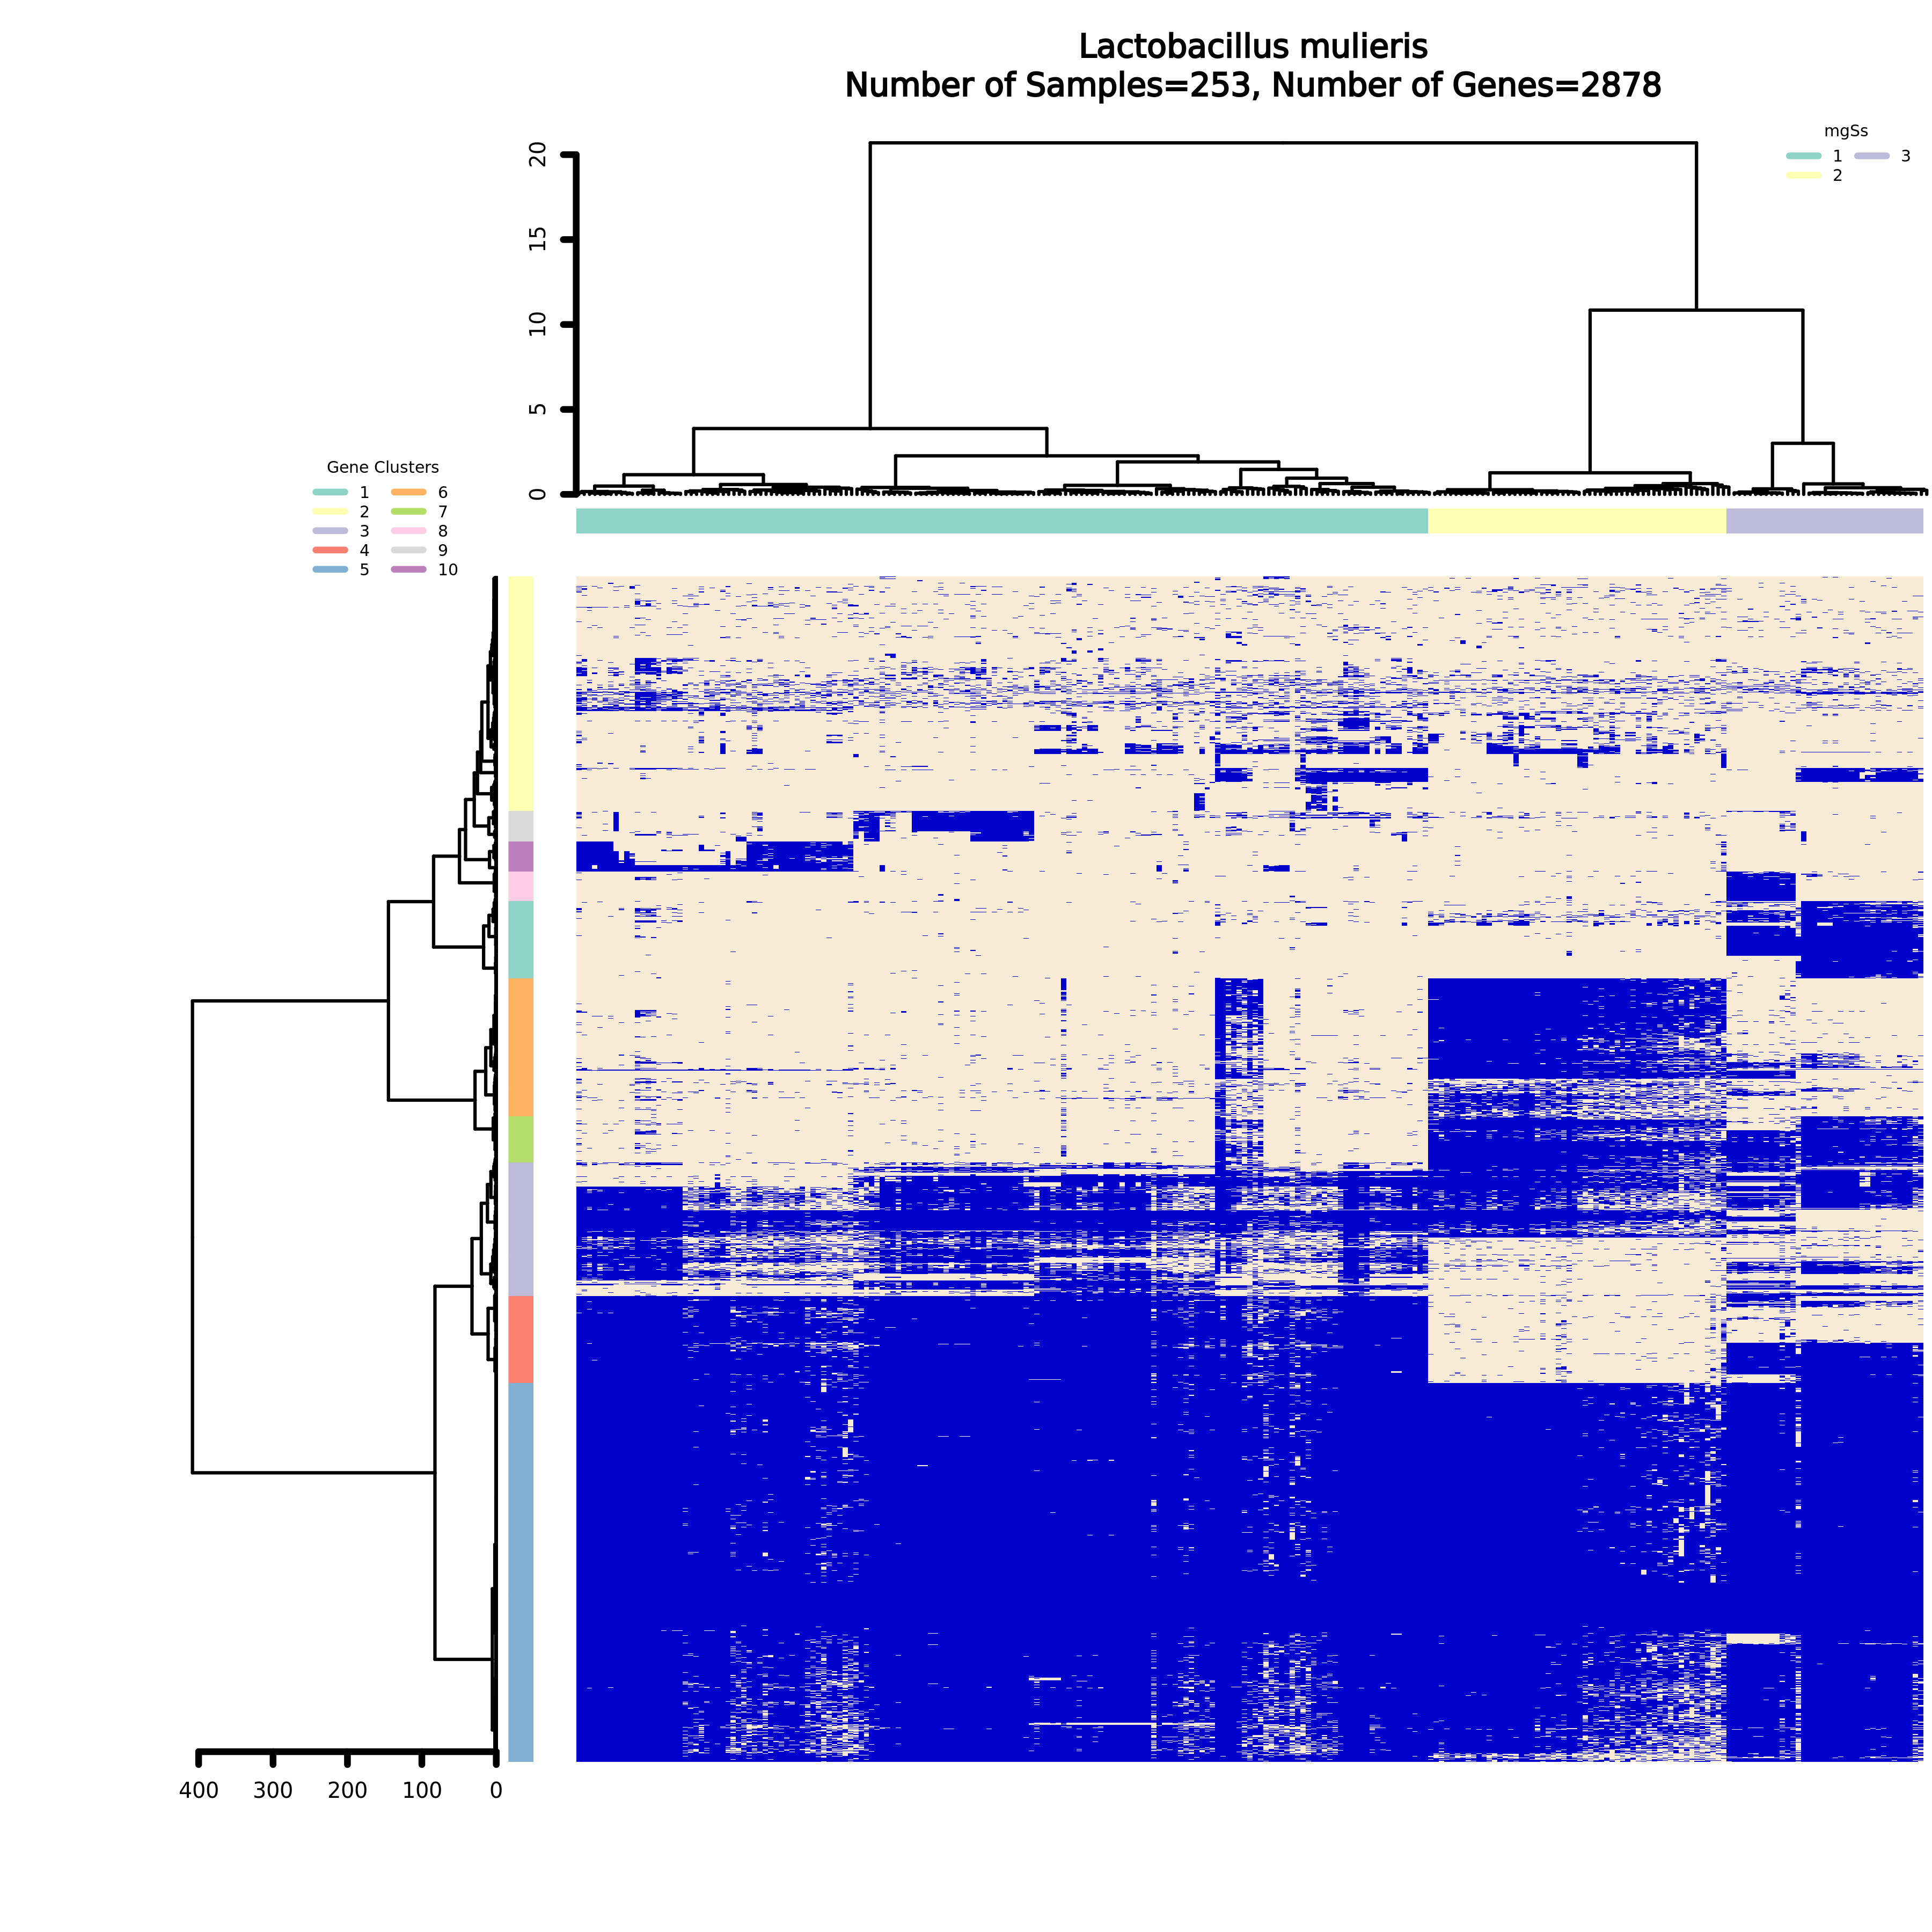 Lactobacillus mulieris
Number of Samples=253, Number of Genes=2878
mgSs
1 3
2
20
15
10
5
0
Gene Clusters
1 6
2 7
3 8
4 9
5 10
400 300 200 100 0